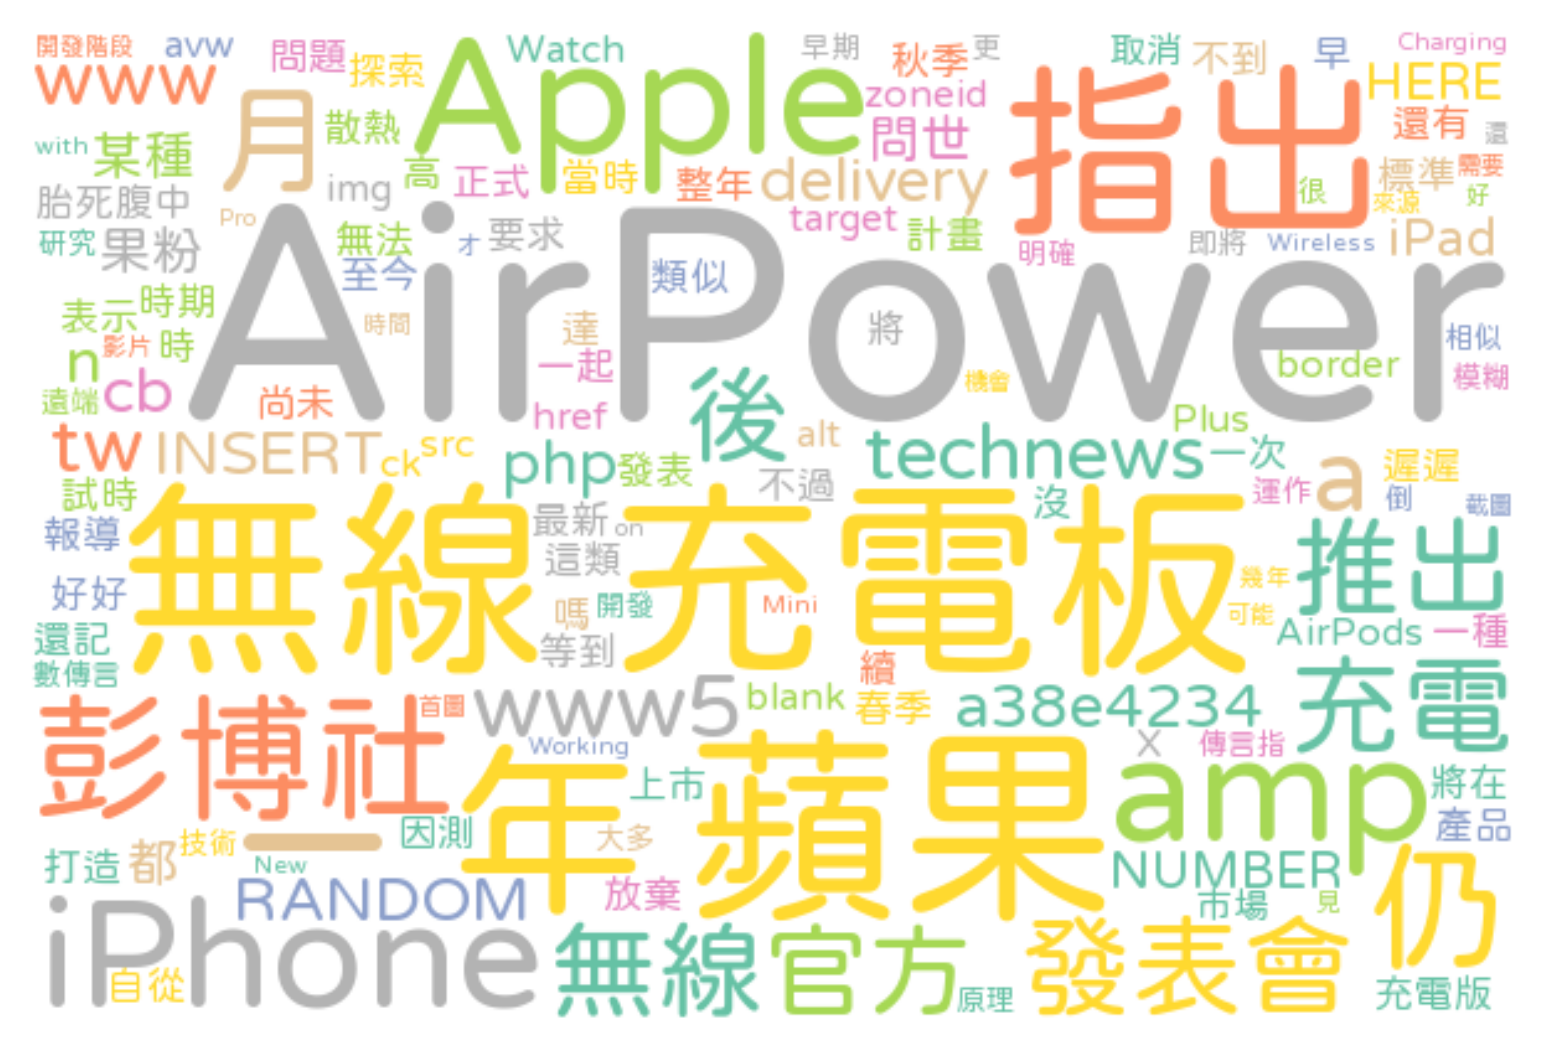 開發階段 avw 問題 探索 Watch 早期 秋季 更 取消 不到 早 Charging
www 月 散熱 Apple zoneid 問世 指出 HERE 還有 還
with 某種 img 高 正式 當時 整年 delivery 很 標準 需要 好
胎死腹中 Pro 無法 才 要求 target 計畫 明確 即將 Wireless 來源 iPad
研究 果粉 至今 類似
AirPower
表示 時期 時間 達 將 相似
n 影片 時 一起 機會 border 模糊
遠端 cb 尚未 href 後 alt Plus
tw INSERT ck src php 發表 不過 technews 一次 a 遲遲
試時 沒 運作 倒 截圖
報導 無線充電板 最新 on 推出
好好 這類 嗎 開發 Mini 幾年 可能
還記 等到 AirPods 一種
數傳言 續 充電
彭博社 首圖 www5 blank 春季 a38e4234
Working X 傳言指
年 上市 蘋果 amp 將在
打造 都 技術 一 因測 大多 產品
New RANDOM 放棄 NUMBER 市場 見 仍
iPhone 自從 無線 官方 原理 發表會 充電版